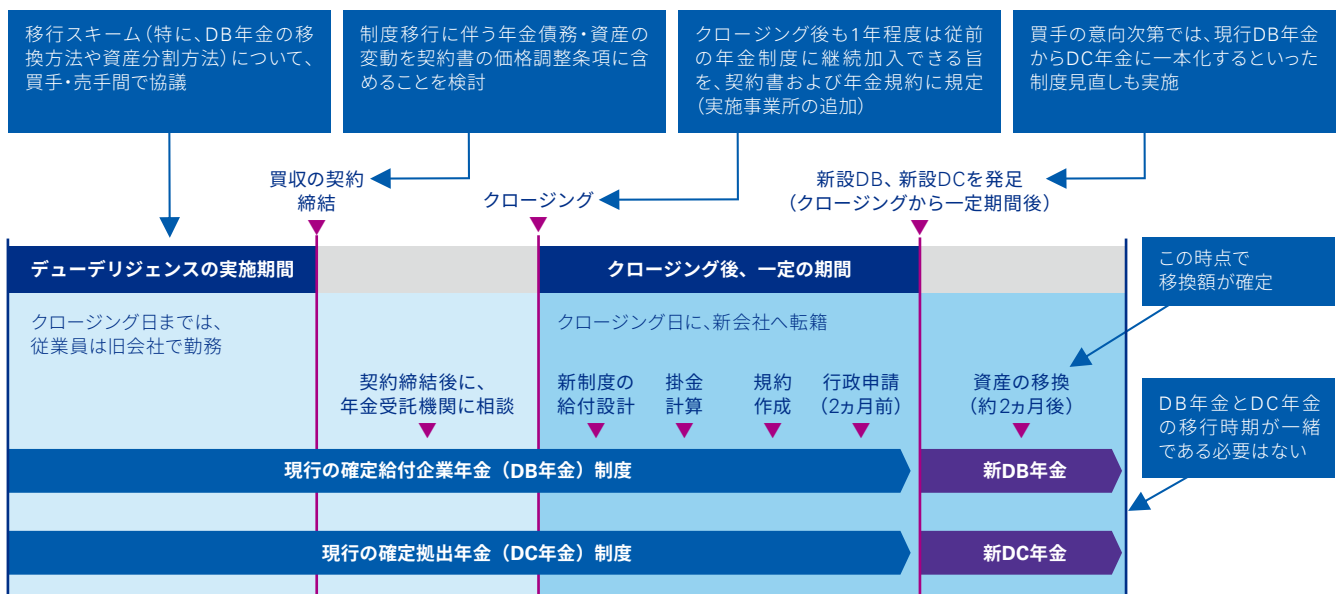 移行スキーム(特に、DB年金の移
換方法や資産分割方法)について、
買手・売手間で協議
制度移行に伴う年金債務・資産の
変動を契約書の価格調整条項に含
めることを検討
クロージング後も1年程度は従前
の年金制度に継続加入できる旨
を、契約書および年金規約に規定
(実施事業所の追加)
買手の意向次第では、現行DB年金
からDC年金に一本化するといった
制度見直しも実施
買収の契約
締結
クロージング
新設DB、新設DCを発足
(クロージングから一定期間後)
デューデリジェンスの実施期間
クロージング後、一定の期間
この時点で
移換額が確定
クロージング日までは、
従業員は旧会社で勤務
クロージング日に、新会社へ転籍
契約締結後に、
年金受託機関に相談
新制度の
給付設計
掛金
計算
規約
作成
行政申請
(2ヵ月前)
資産の移換
(約2ヵ月後)
DB年金とDC年金
の移行時期が一緒
である必要はない
現行の確定給付企業年金(DB年金)制度
新DB年金
現行の確定拠出年金(DC年金)制度
新DC年金